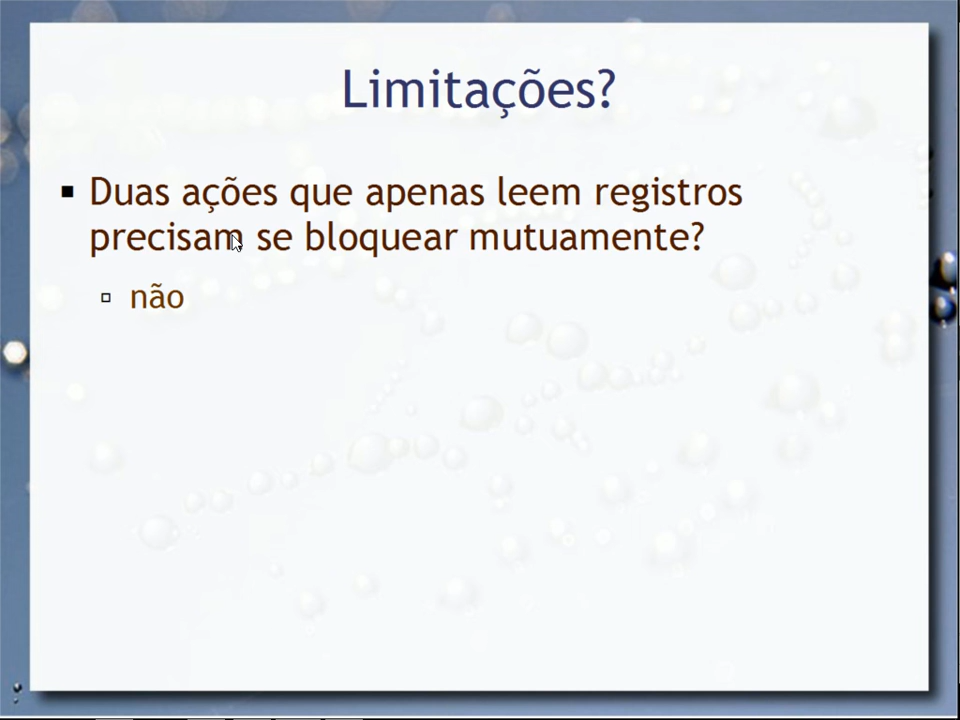 Limitações?
Duas ações que apenas leem registros
precisam se bloquear mutuamente?
não